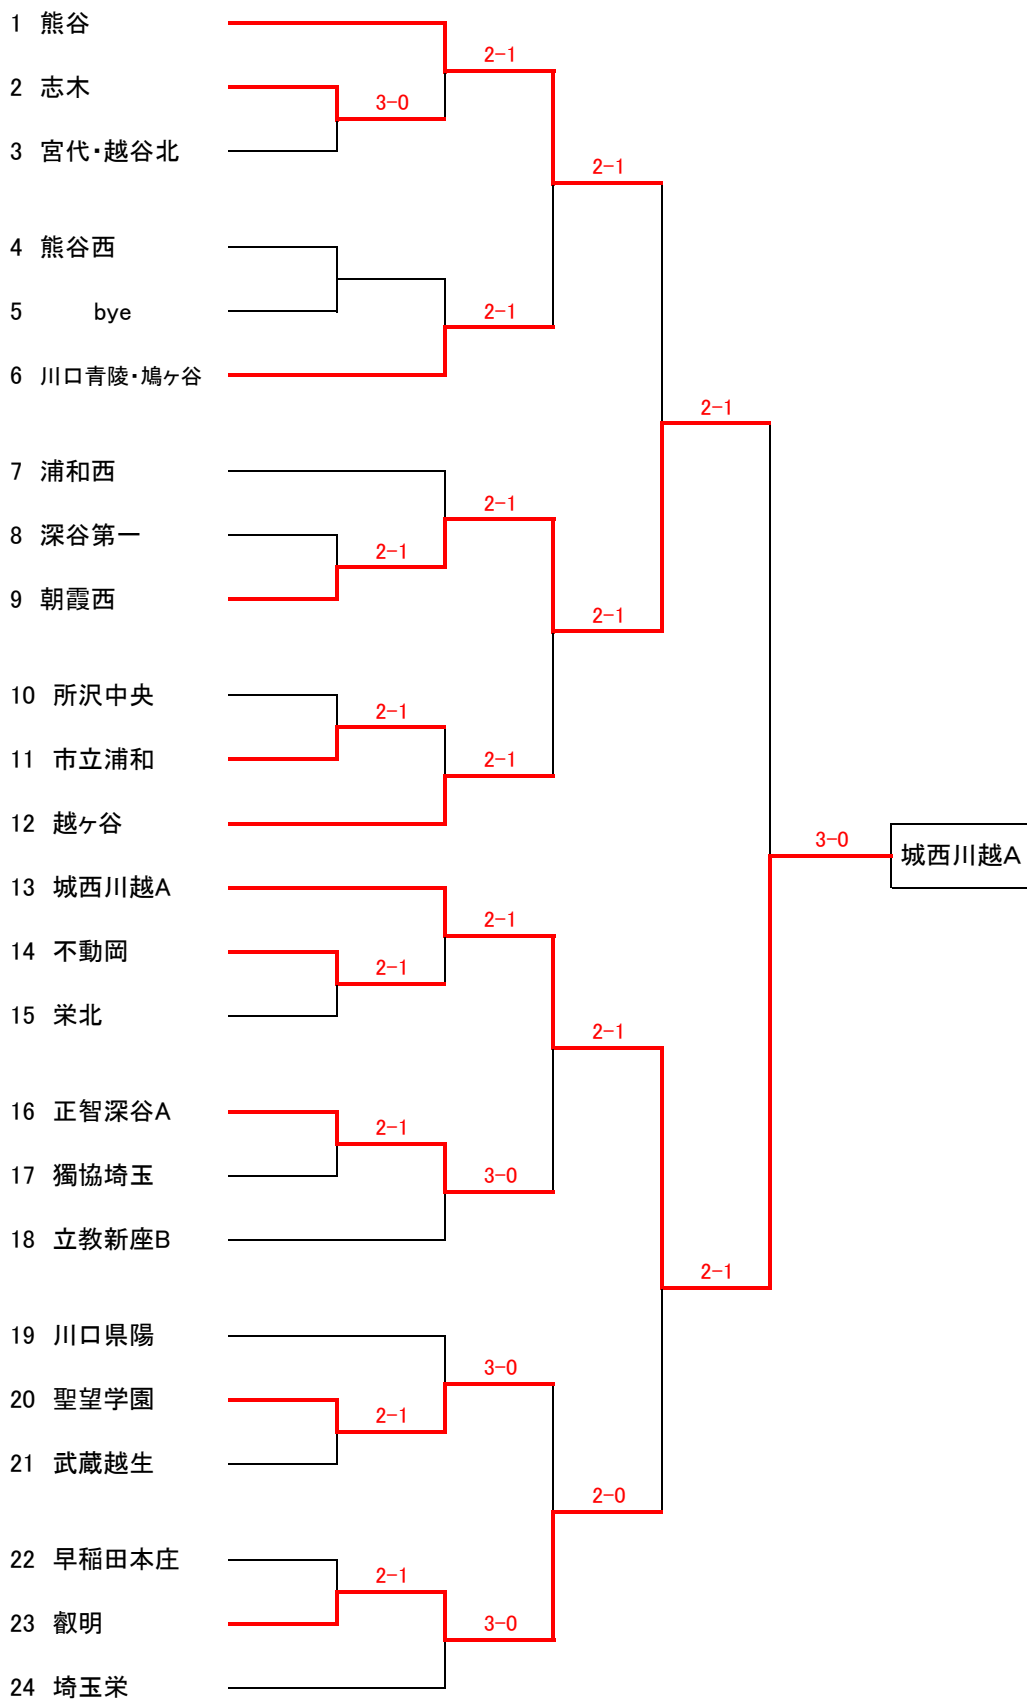 1 熊谷
2-1
2 志木
3-0
3 宮代・越谷北
2-1
4 熊谷西
5 bye
2-1
6 川口青陵・鳩ヶ谷
2-1
7 浦和西
2-1
8 深谷第一
2-1
9 朝霞西
2-1
10 所沢中央
2-1
11 市立浦和
2-1
12 越ヶ谷
3-0
城西川越A
13 城西川越A
2-1
14 不動岡
2-1
15 栄北
2-1
16 正智深谷A
2-1
17 獨協埼玉
3-0
18 立教新座B
2-1
19 川口県陽
3-0
20 聖望学園
2-1
21 武蔵越生
2-0
22 早稲田本庄
2-1
23 叡明
3-0
24 埼玉栄